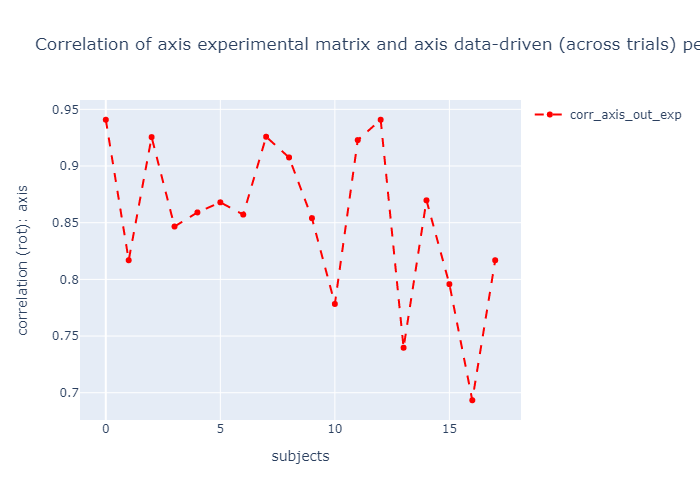 Correlation of axis experimental matrix and axis data-driven (across trials) pe
corr_axis_out_exp
0.95
0.9
0.85
0.8
0.75
0.7
correlation (rot): axis
0 5 10 15
subjects